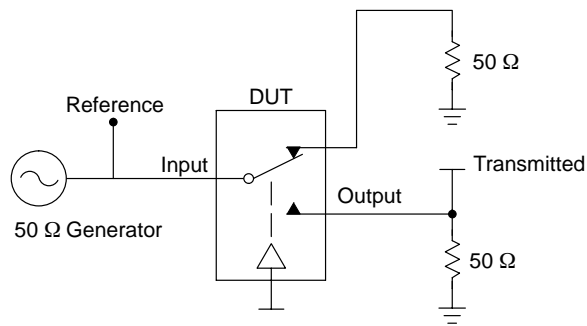 50 Ω
DUT
Reference
Input
Transmitted
Output
50 Ω Generator
50 Ω